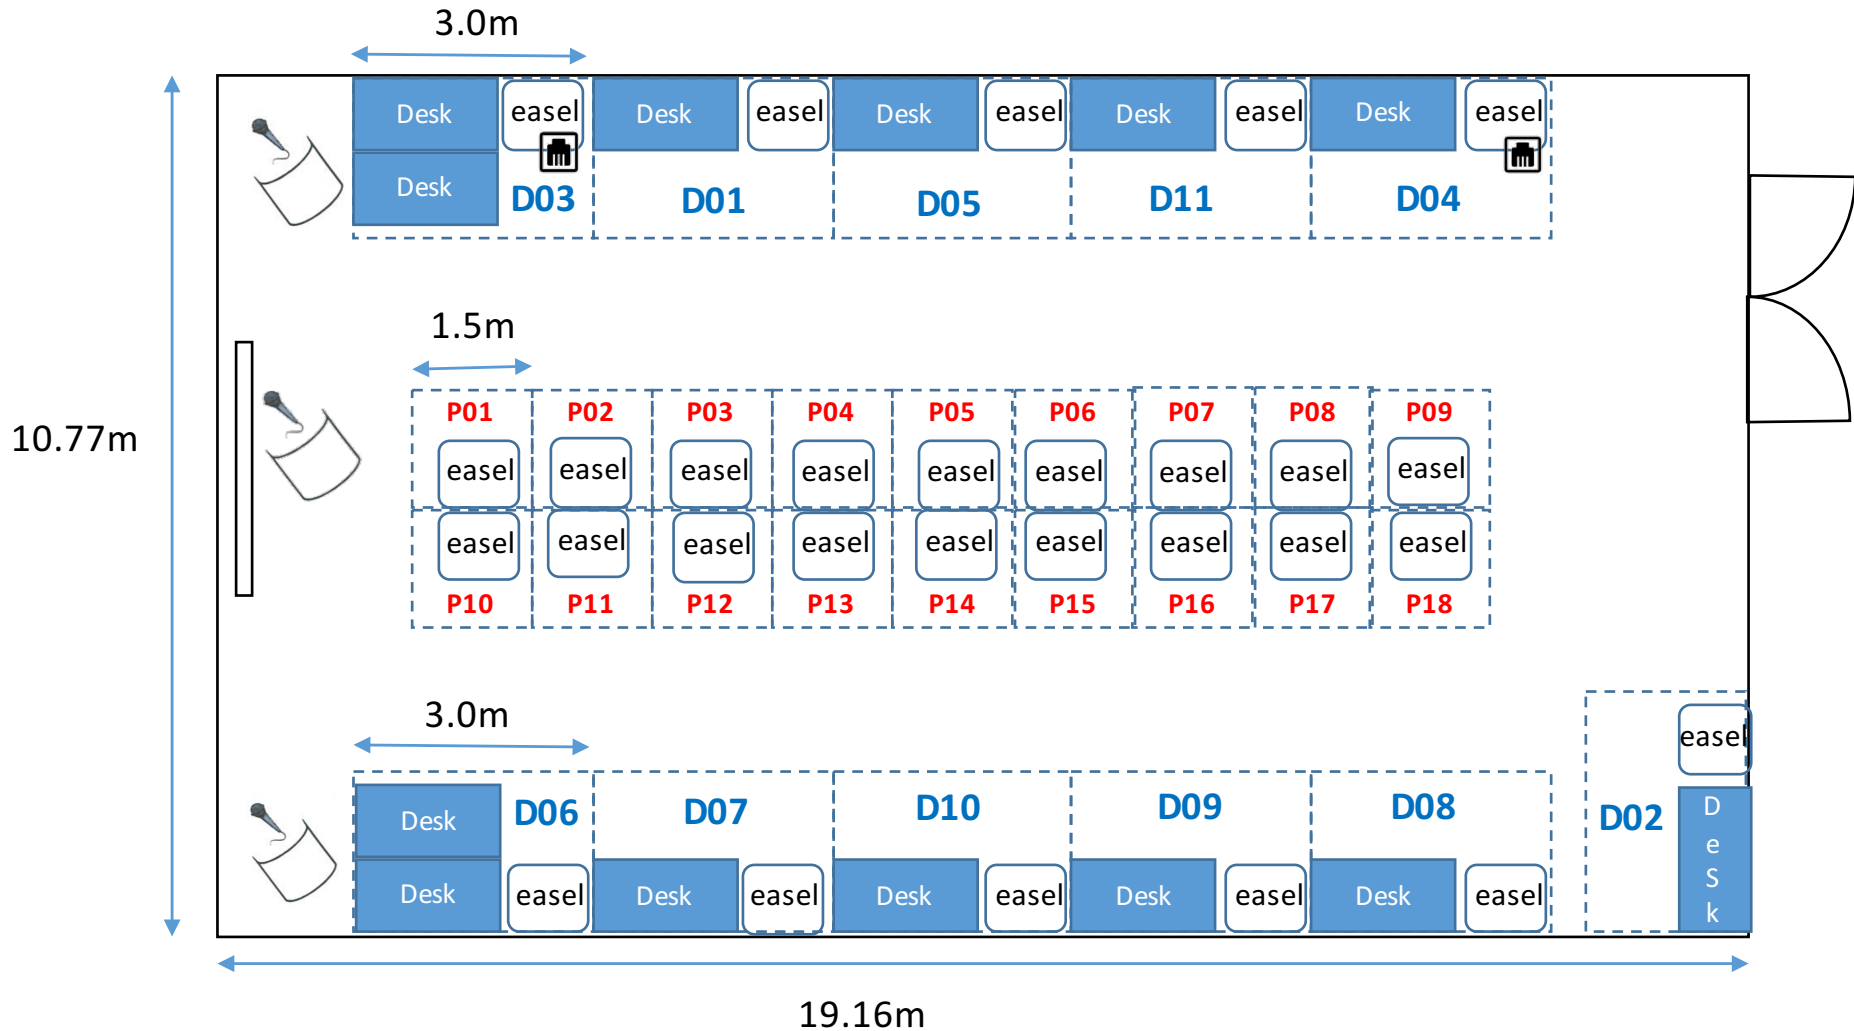 3.0m
Desk easel Desk easel Desk easel Desk easel Desk easel
Desk D03 D01 D05 D11 D04
1.5m
P01 P02 P03 P04 P05 P06 P07 P08 P09
10.77m
easel easel easel easel easel easel easel easel easel
easel easel easel easel easel easel easel easel easel
P10 P11 P12 P13 P14 P15 P16 P17 P18
3.0m
easel
Desk D06 D07 D10 D09 D08 D02
Desk easel Desk easel Desk easel Desk easel Desk easel
D
e
S
k
19.16m